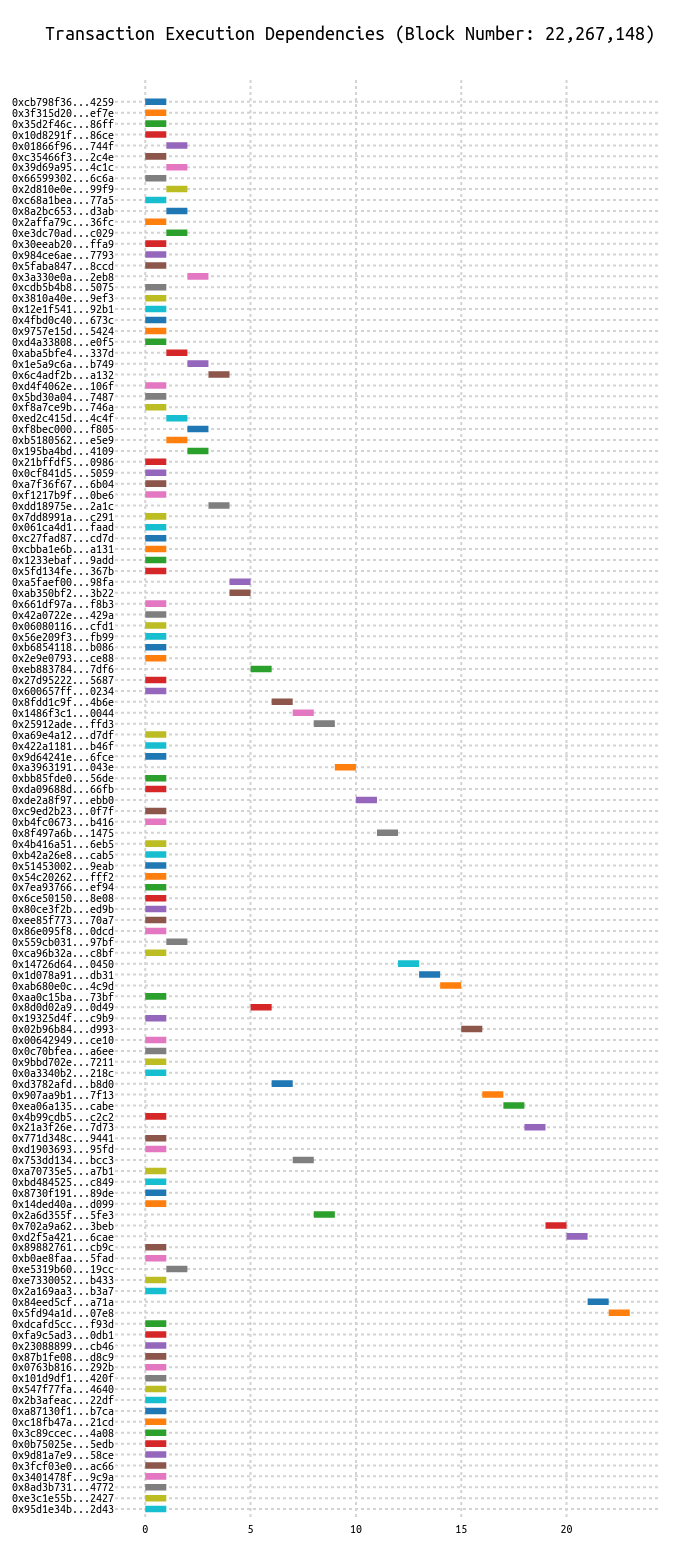 Transaction Execution Dependencies (Block Number: 22,267,148)
0xcb798f36...4259
0x3f315d20...ef7e
0x35d2f46c...86ff
0x10d8291f...86ce
0x01866f96...744f
0xc35466f3...2c4e
0x39d69a95...4c1c
0x66599302...6c6a
0x2d810e0e...99f9
0xc68a1bea...77a5
0x8a2bc653...d3ab
0x2affa79c...36fc
0xe3dc70ad...c029
0x30eeab20...ffa9
0x984ce6ae...7793
0x5faba847...8ccd
0x3a330e0a...2eb8
0xcdb5b4b8...5075
0x3810a40e...9ef3
0x12e1f541...92b1
0x4fbd0c40...673c
0x9757e15d...5424
0xd4a33808...e0f5
0xaba5bfe4...337d
0x1e5a9c6a...b749
0x6c4adf2b...a132
0xd4f4062e...106f
0x5bd30a04...7487
0xf8a7ce9b...746a
0xed2c415d...4c4f
0xf8bec000...f805
0xb5180562...e5e9
0x195ba4bd...4109
0x21bffdf5...0986
0x0cf841d5...5059
0xa7f36f67...6b04
0xf1217b9f...0be6
0xdd18975e...2a1c
0x7dd8991a...c291
0x061ca4d1...faad
0xc27fad87...cd7d
0xcbba1e6b...a131
0x1233ebaf...9add
0x5fd134fe...367b
0xa5faef00...98fa
0xab350bf2...3b22
0x661df97a...f8b3
0x42a0722e...429a
0x06080116...cfd1
0x56e209f3...fb99
0xb6854118...b086
0x2e9e0793...ce88
0xeb883784...7df6
0x27d95222...5687
0x600657ff...0234
0x8fdd1c9f...4b6e
0x1486f3c1...0044
0x25912ade...ffd3
0xa69e4a12...d7df
0x422a1181...b46f
0x9d64241e...6fce
0xa3963191...043e
0xbb85fde0...56de
0xda09688d...66fb
0xde2a8f97...ebb0
0xc9ed2b23...0f7f
0xb4fc0673...b416
0x8f497a6b...1475
0x4b416a51...6eb5
0xb42a26e8...cab5
0x51453002...9eab
0x54c20262...fff2
0x7ea93766...ef94
0x6ce50150...8e08
0x80ce3f2b...ed9b
0xee85f773...70a7
0x86e095f8...0dcd
0x559cb031...97bf
0xca96b32a...c8bf
0x14726d64...0450
0x1d078a91...db31
0xab680e0c...4c9d
0xaa0c15ba...73bf
0x8d0d02a9...0d49
0x19325d4f...c9b9
0x02b96b84...d993
0x00642949...ce10
0x0c70bfea...a6ee
0x9bbd702e...7211
0x0a3340b2...218c
0xd3782afd...b8d0
0x907aa9b1...7f13
0xea06a135...cabe
0x4b99cdb5...c2c2
0x21a3f26e...7d73
0x771d348c...9441
0xd1903693...95fd
0x753dd134...bcc3
0xa70735e5...a7b1
0xbd484525...c849
0x8730f191...89de
0x14ded40a...d099
0x2a6d355f...5fe3
0x702a9a62...3beb
0xd2f5a421...6cae
0x89882761...cb9c
0xb0ae8faa...5fad
0xe5319b60...19cc
0xe7330052...b433
0x2a169aa3...b3a7
0x84eed5cf...a71a
0x5fd94a1d...07e8
0xdcafd5cc...f93d
0xfa9c5ad3...0db1
0x23088899...cb46
0x87b1fe08...d8c9
0x0763b816...292b
0x101d9df1...420f
0x547f77fa...4640
0x2b3afeac...22df
0xa87130f1...b7ca
0xc18fb47a...21cd
0x3c89ccec...4a08
0x0b75025e...5edb
0x9d81a7e9...58ce
0x3fcf03e0...ac66
0x3401478f...9c9a
0x8ad3b731...4772
0xe3c1e55b...2427
0x95d1e34b...2d43
0 5 10 15 20